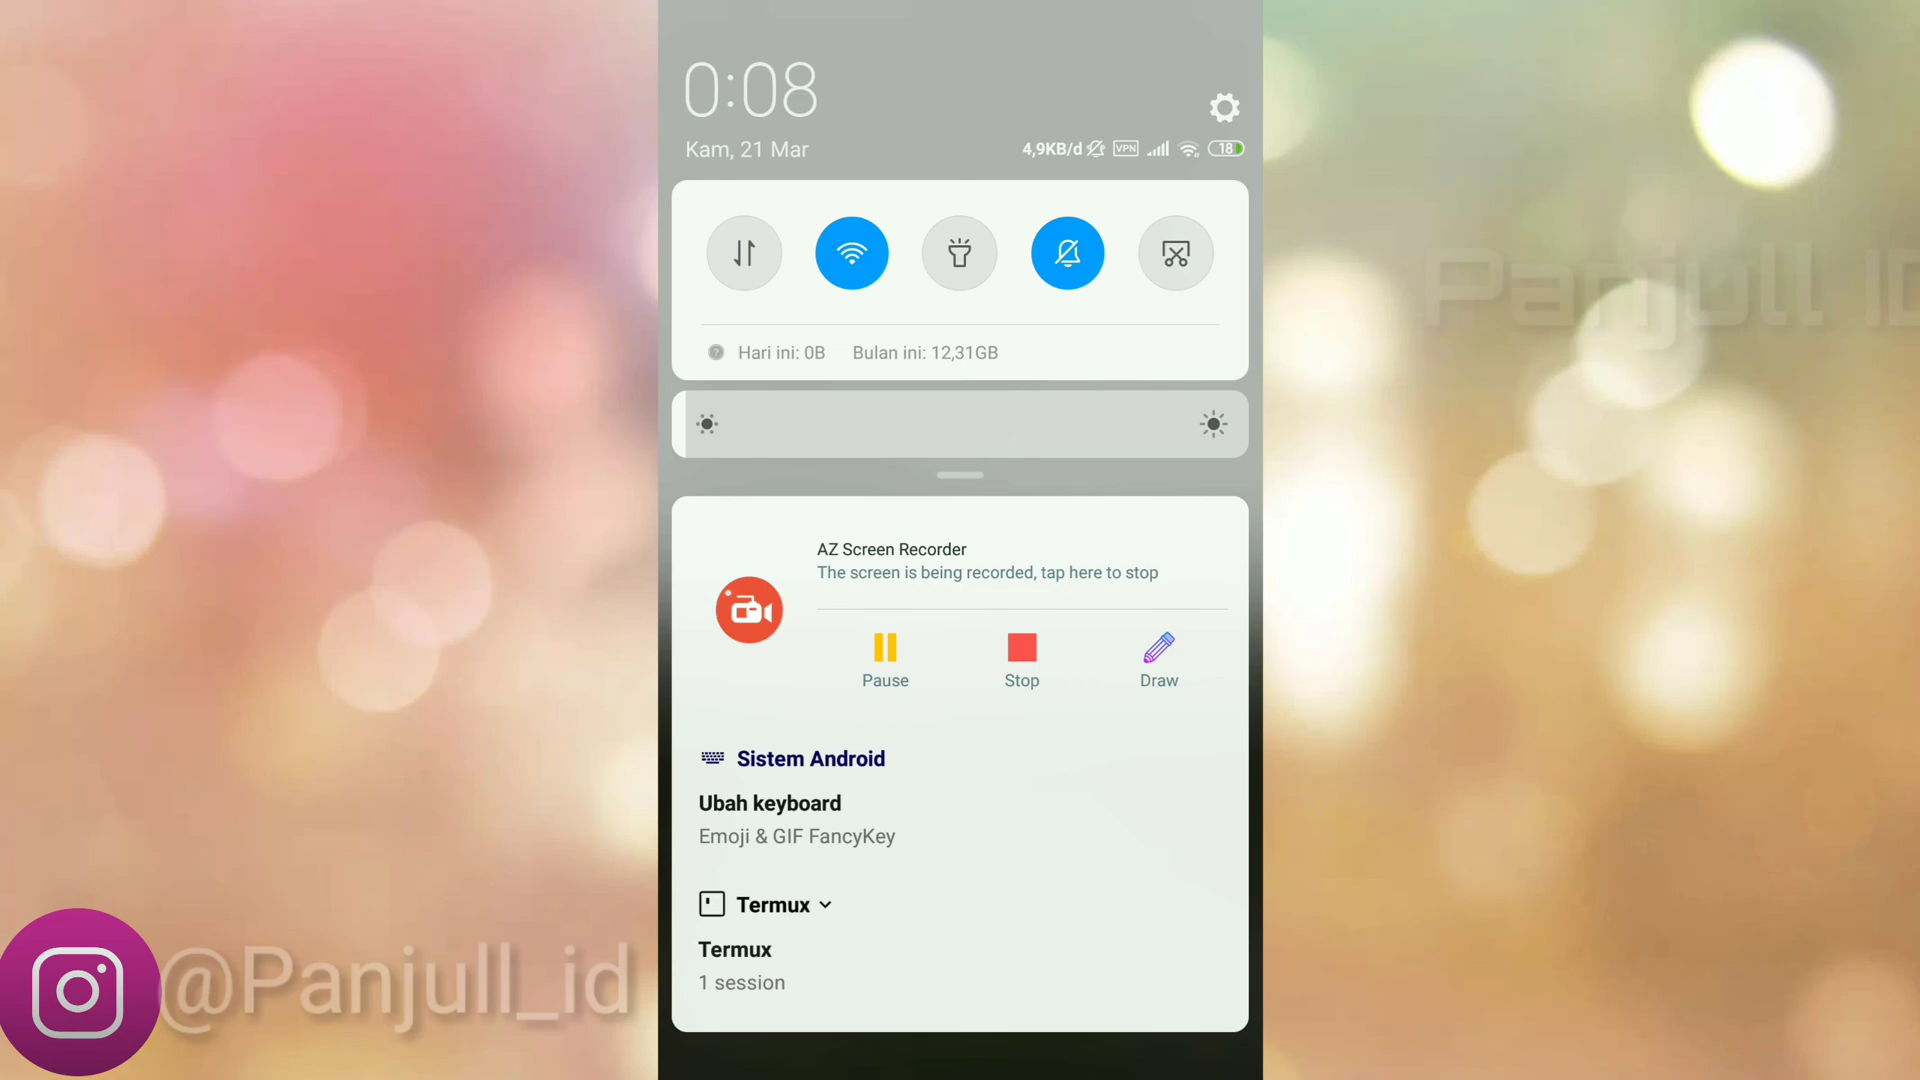 0:08
Kam, 21 Mar
4,9KB/d VPN 18
Hari ini: 0B Bulan ini: 12,31GB
AZ Screen Recorder
The screen is being recorded, tap here to stop
Pause Stop Draw
Sistem Android
Ubah keyboard
Emoji & GIF FancyKey
Termux
Termux
1 session
Panjull ID
@Panjull_id